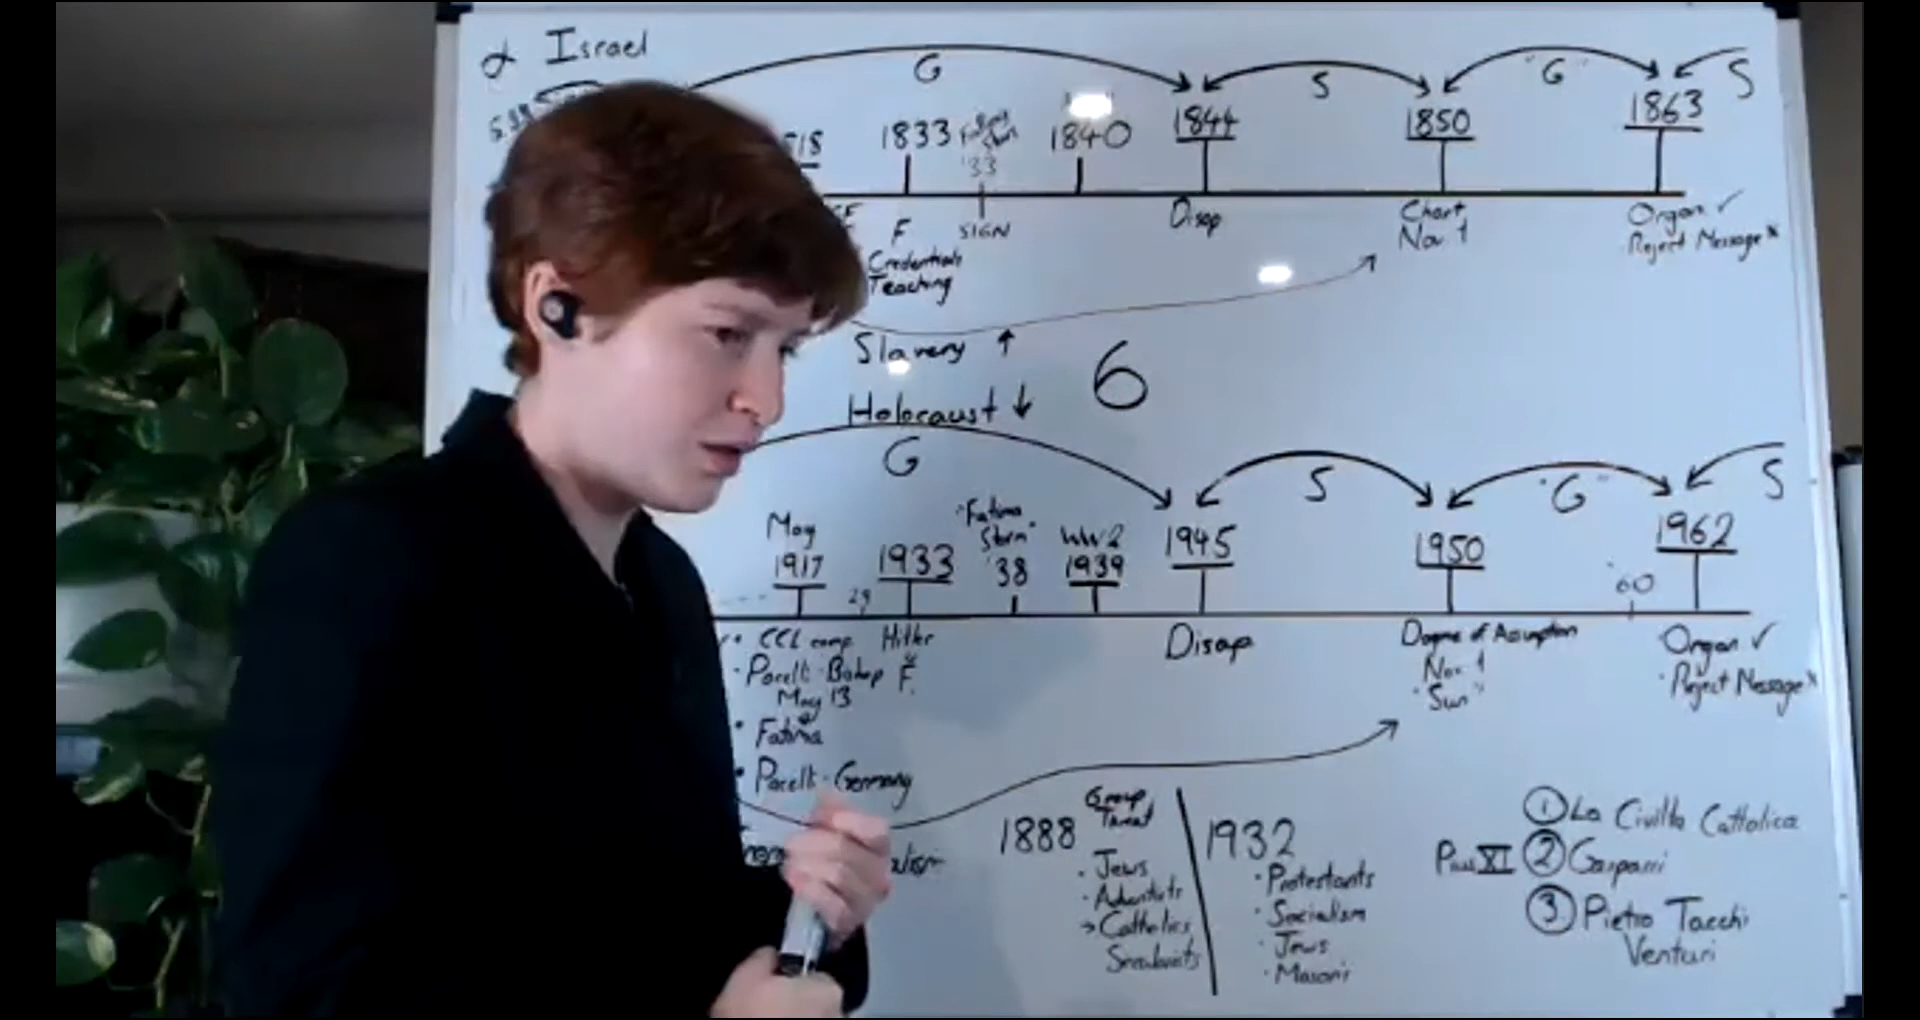 α Israel
G
S
"G"
S
1833
'33
1840
1844
1850
1863
F
SIGN
Disap
Chart
Nov. 1
Organ ✓
Reject Message x
Credentials
Teaching
Slavery ↑
6
Holocaust ↓
G
S
"G"
S
May
1917
29
1933
"Fatima
Storm"
'38
WW2
1939
1945
1950
'60
1962
• CCL comp
Hitler
• Pacelli - Bishop
F.
May 13
• Fatima
• Pacelli - Germany
Disap
Dogma of Assumption
Nov. 1
"Sun"
Organ ✓
• Reject Message x
1888
Group
Threat
• Jews
• Adventists
→ Catholics
Secularists
1932
• Protestants
• Socialism
• Jews
• Masons
① La Civilta Cattolica
Pius XI ② Gasparri
③ Pietro Tacchi
Venturi